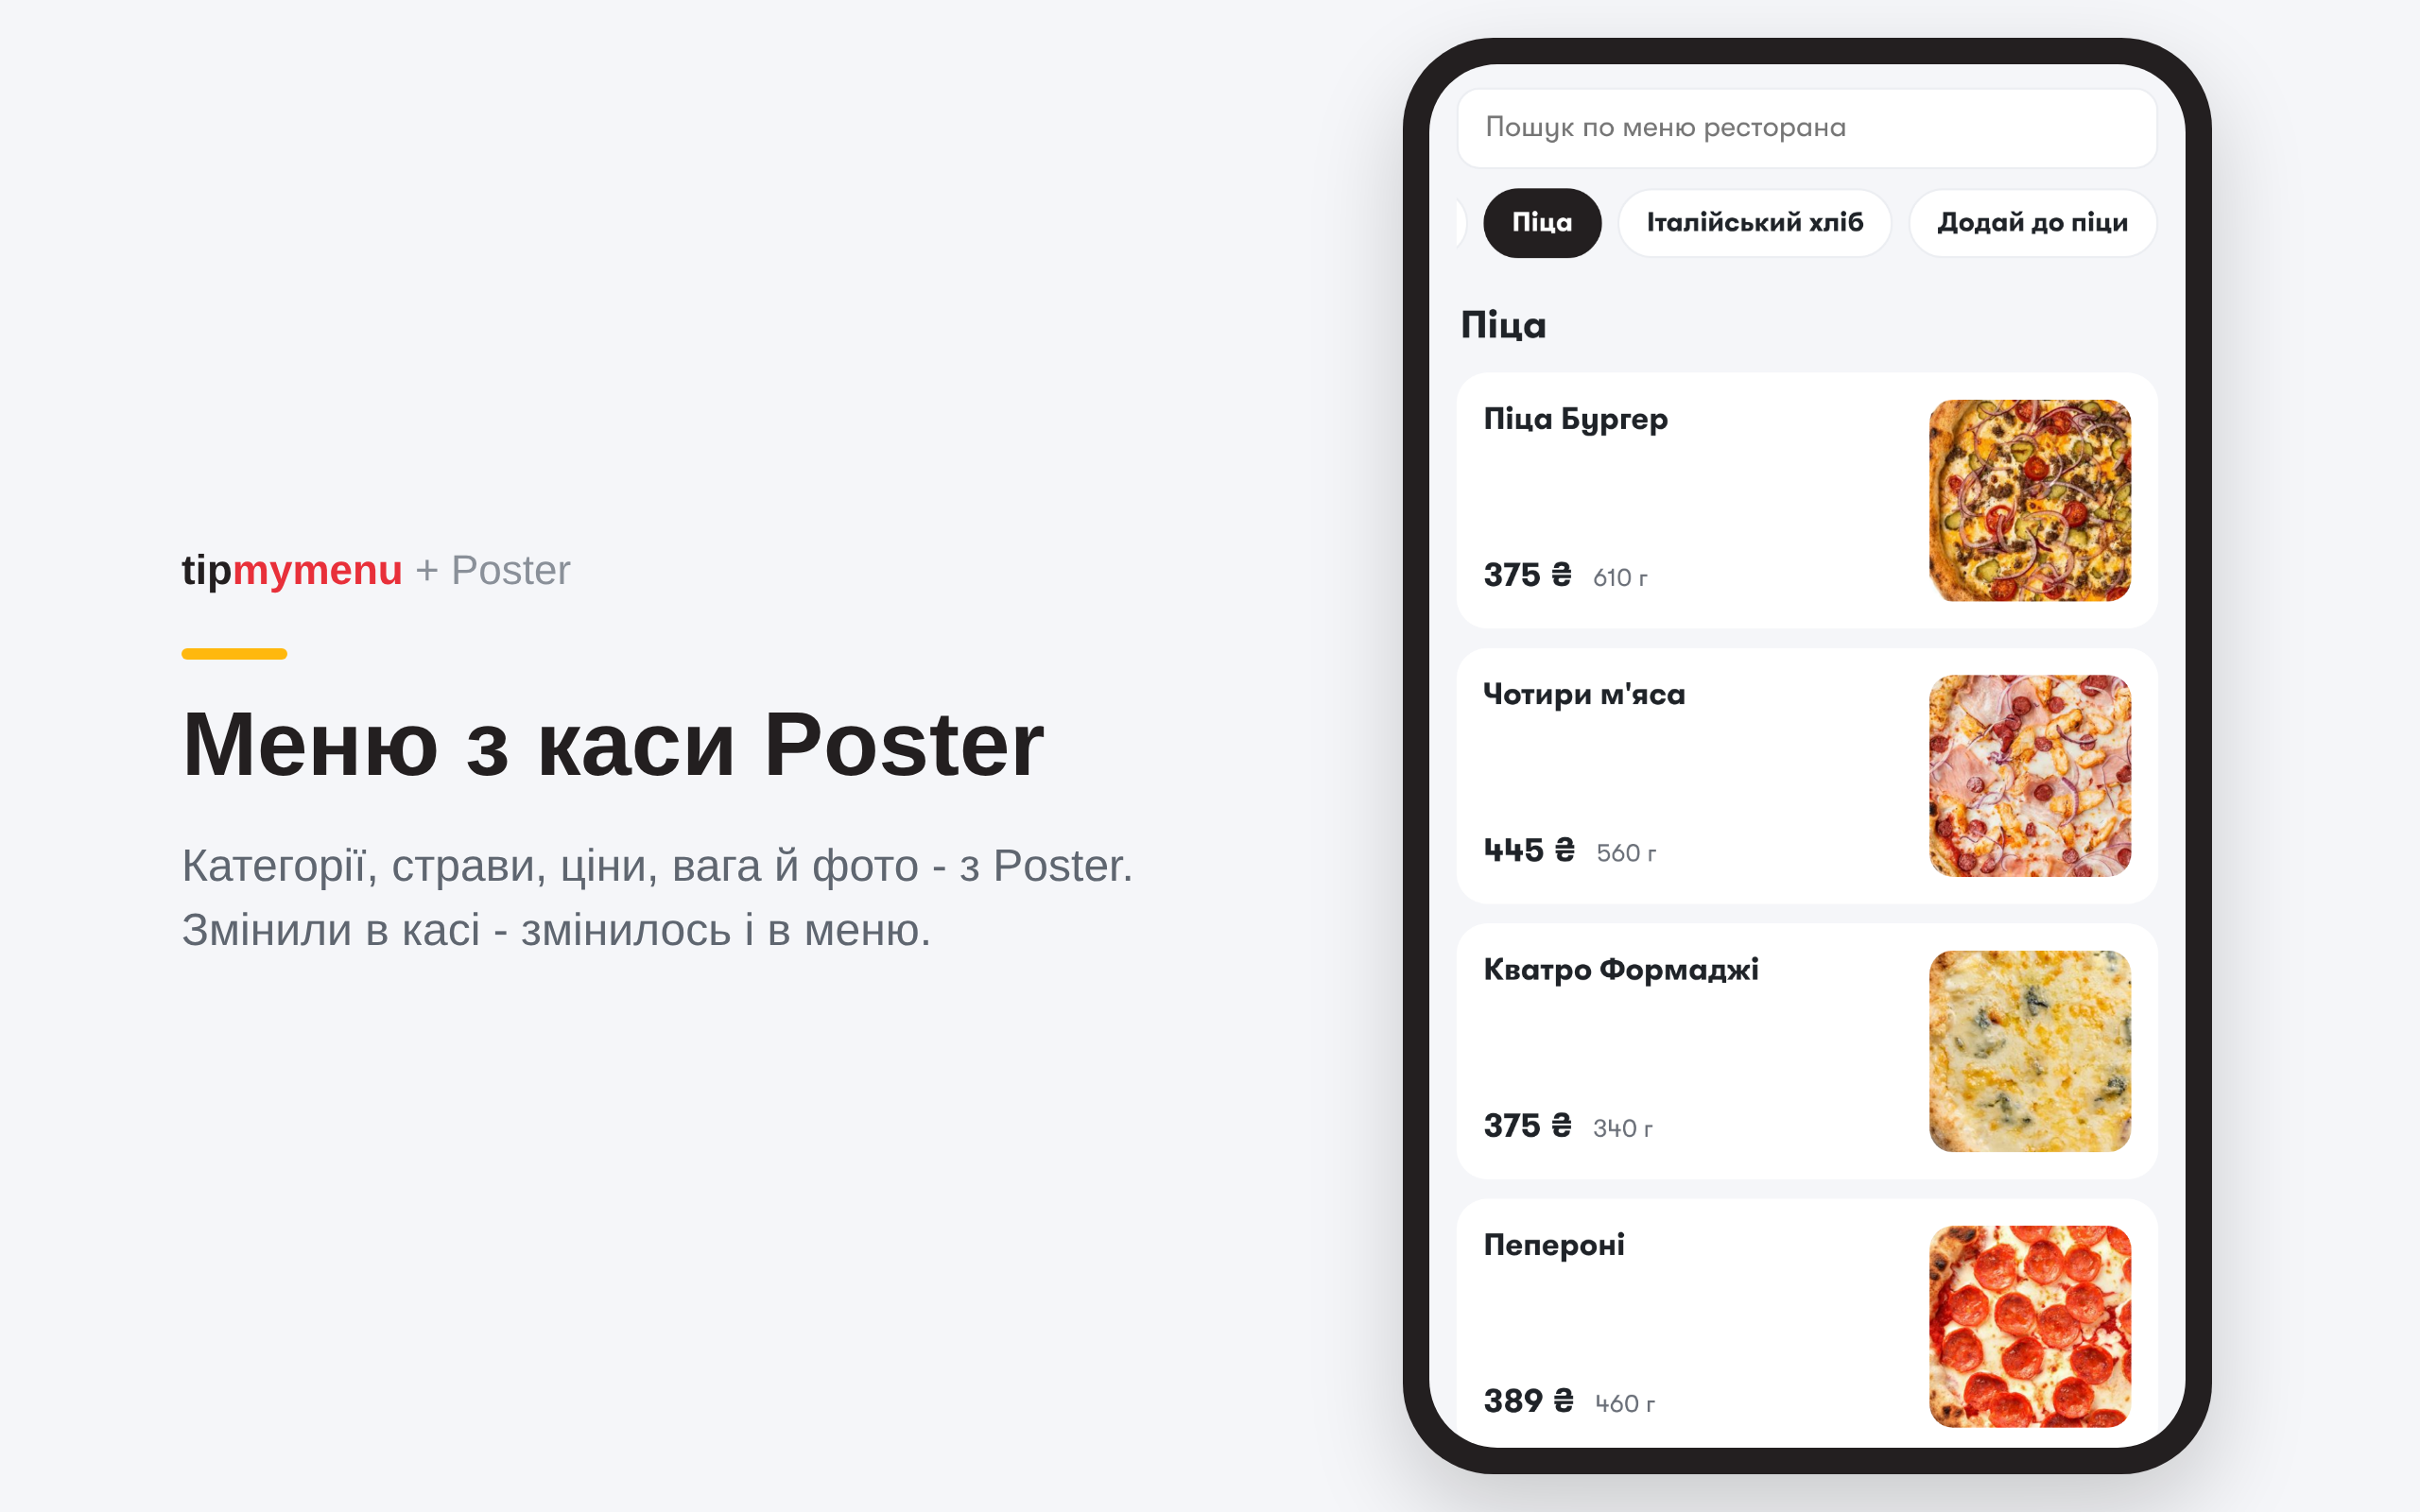 tipmymenu + Poster
Меню з каси Poster
Категорії, страви, ціни, вага й фото - з Poster.
Змінили в касі - змінилось і в меню.
Пошук по меню ресторана
Піца
Італійський хліб
Додай до піци
Піца
Піца Бургер
375 ₴ 610 г
Чотири м'яса
445 ₴ 560 г
Кватро Формаджі
375 ₴ 340 г
Пепероні
389 ₴ 460 г